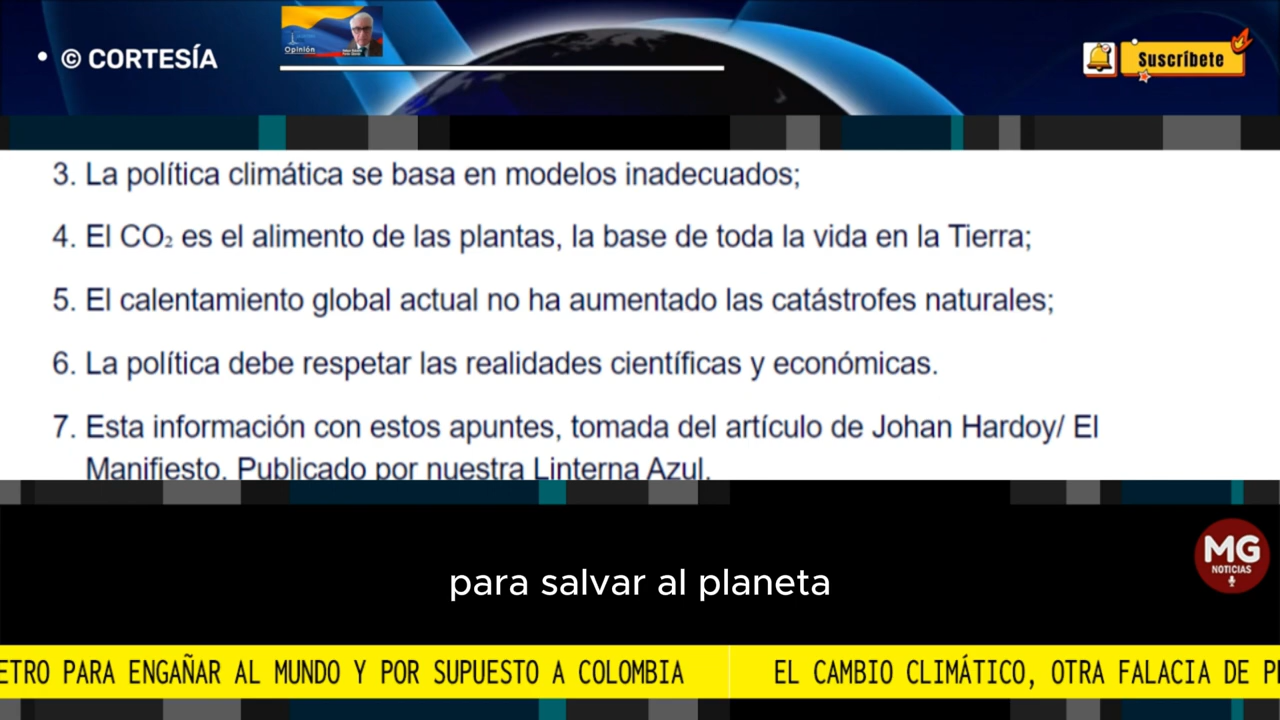 • © CORTESÍA
Opinión
Suscríbete
3. La política climática se basa en modelos inadecuados;
4. El CO₂ es el alimento de las plantas, la base de toda la vida en la Tierra;
5. El calentamiento global actual no ha aumentado las catástrofes naturales;
6. La política debe respetar las realidades científicas y económicas.
7. Esta información con estos apuntes, tomada del artículo de Johan Hardoy/ El
Manifiesto. Publicado por nuestra Linterna Azul.
MG
NOTICIAS
para salvar al planeta
ETRO PARA ENGAÑAR AL MUNDO Y POR SUPUESTO A COLOMBIA
EL CAMBIO CLIMÁTICO, OTRA FALACIA DE